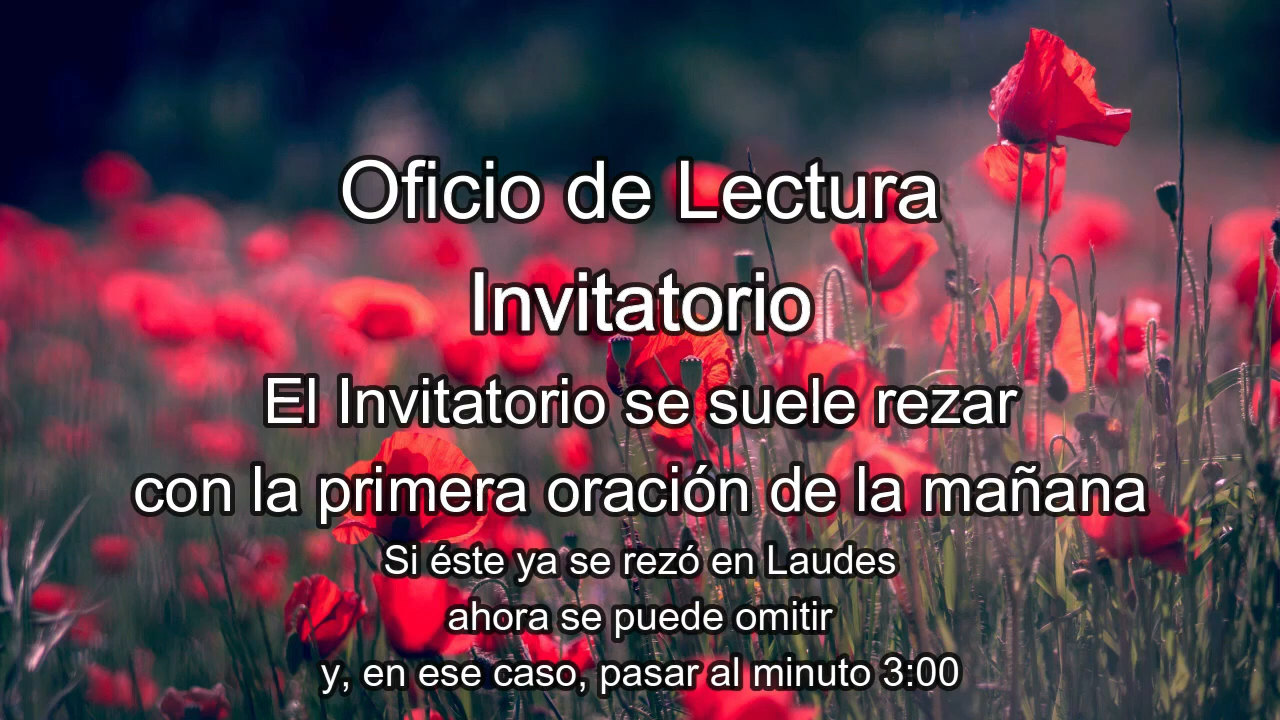 Oficio de Lectura
Invitatorio
El Invitatorio se suele rezar
con la primera oración de la mañana
Si éste ya se rezó en Laudes
ahora se puede omitir
y, en ese caso, pasar al minuto 3:00